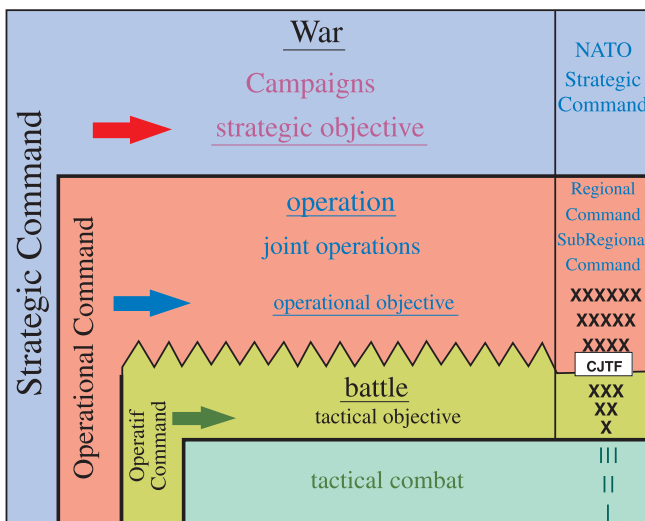 War
Campaigns
strategic objective
NATO
Strategic
Command
Strategic Command
operation
joint operations
operational objective
Regional
Command
SubRegional
Command
XXXXXX
XXXXX
XXXX
CJTF
Operational Command
battle
tactical objective
XXX
XX
X
Operatif
Command
tactical combat
III
II
I